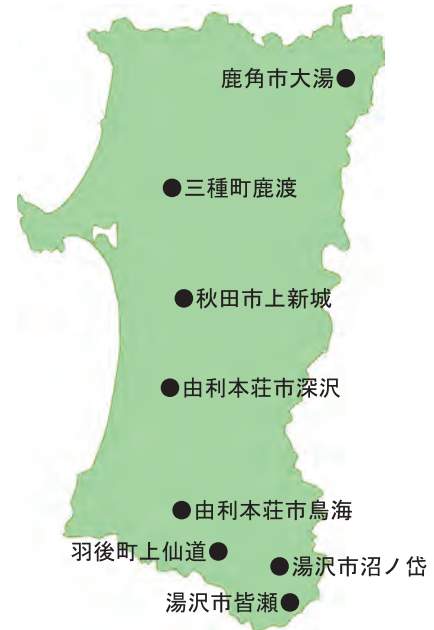 鹿角市大湯
三種町鹿渡
秋田市上新城
由利本荘市深沢
由利本荘市鳥海
羽後町上仙道
湯沢市沼ノ岱
湯沢市皆瀬